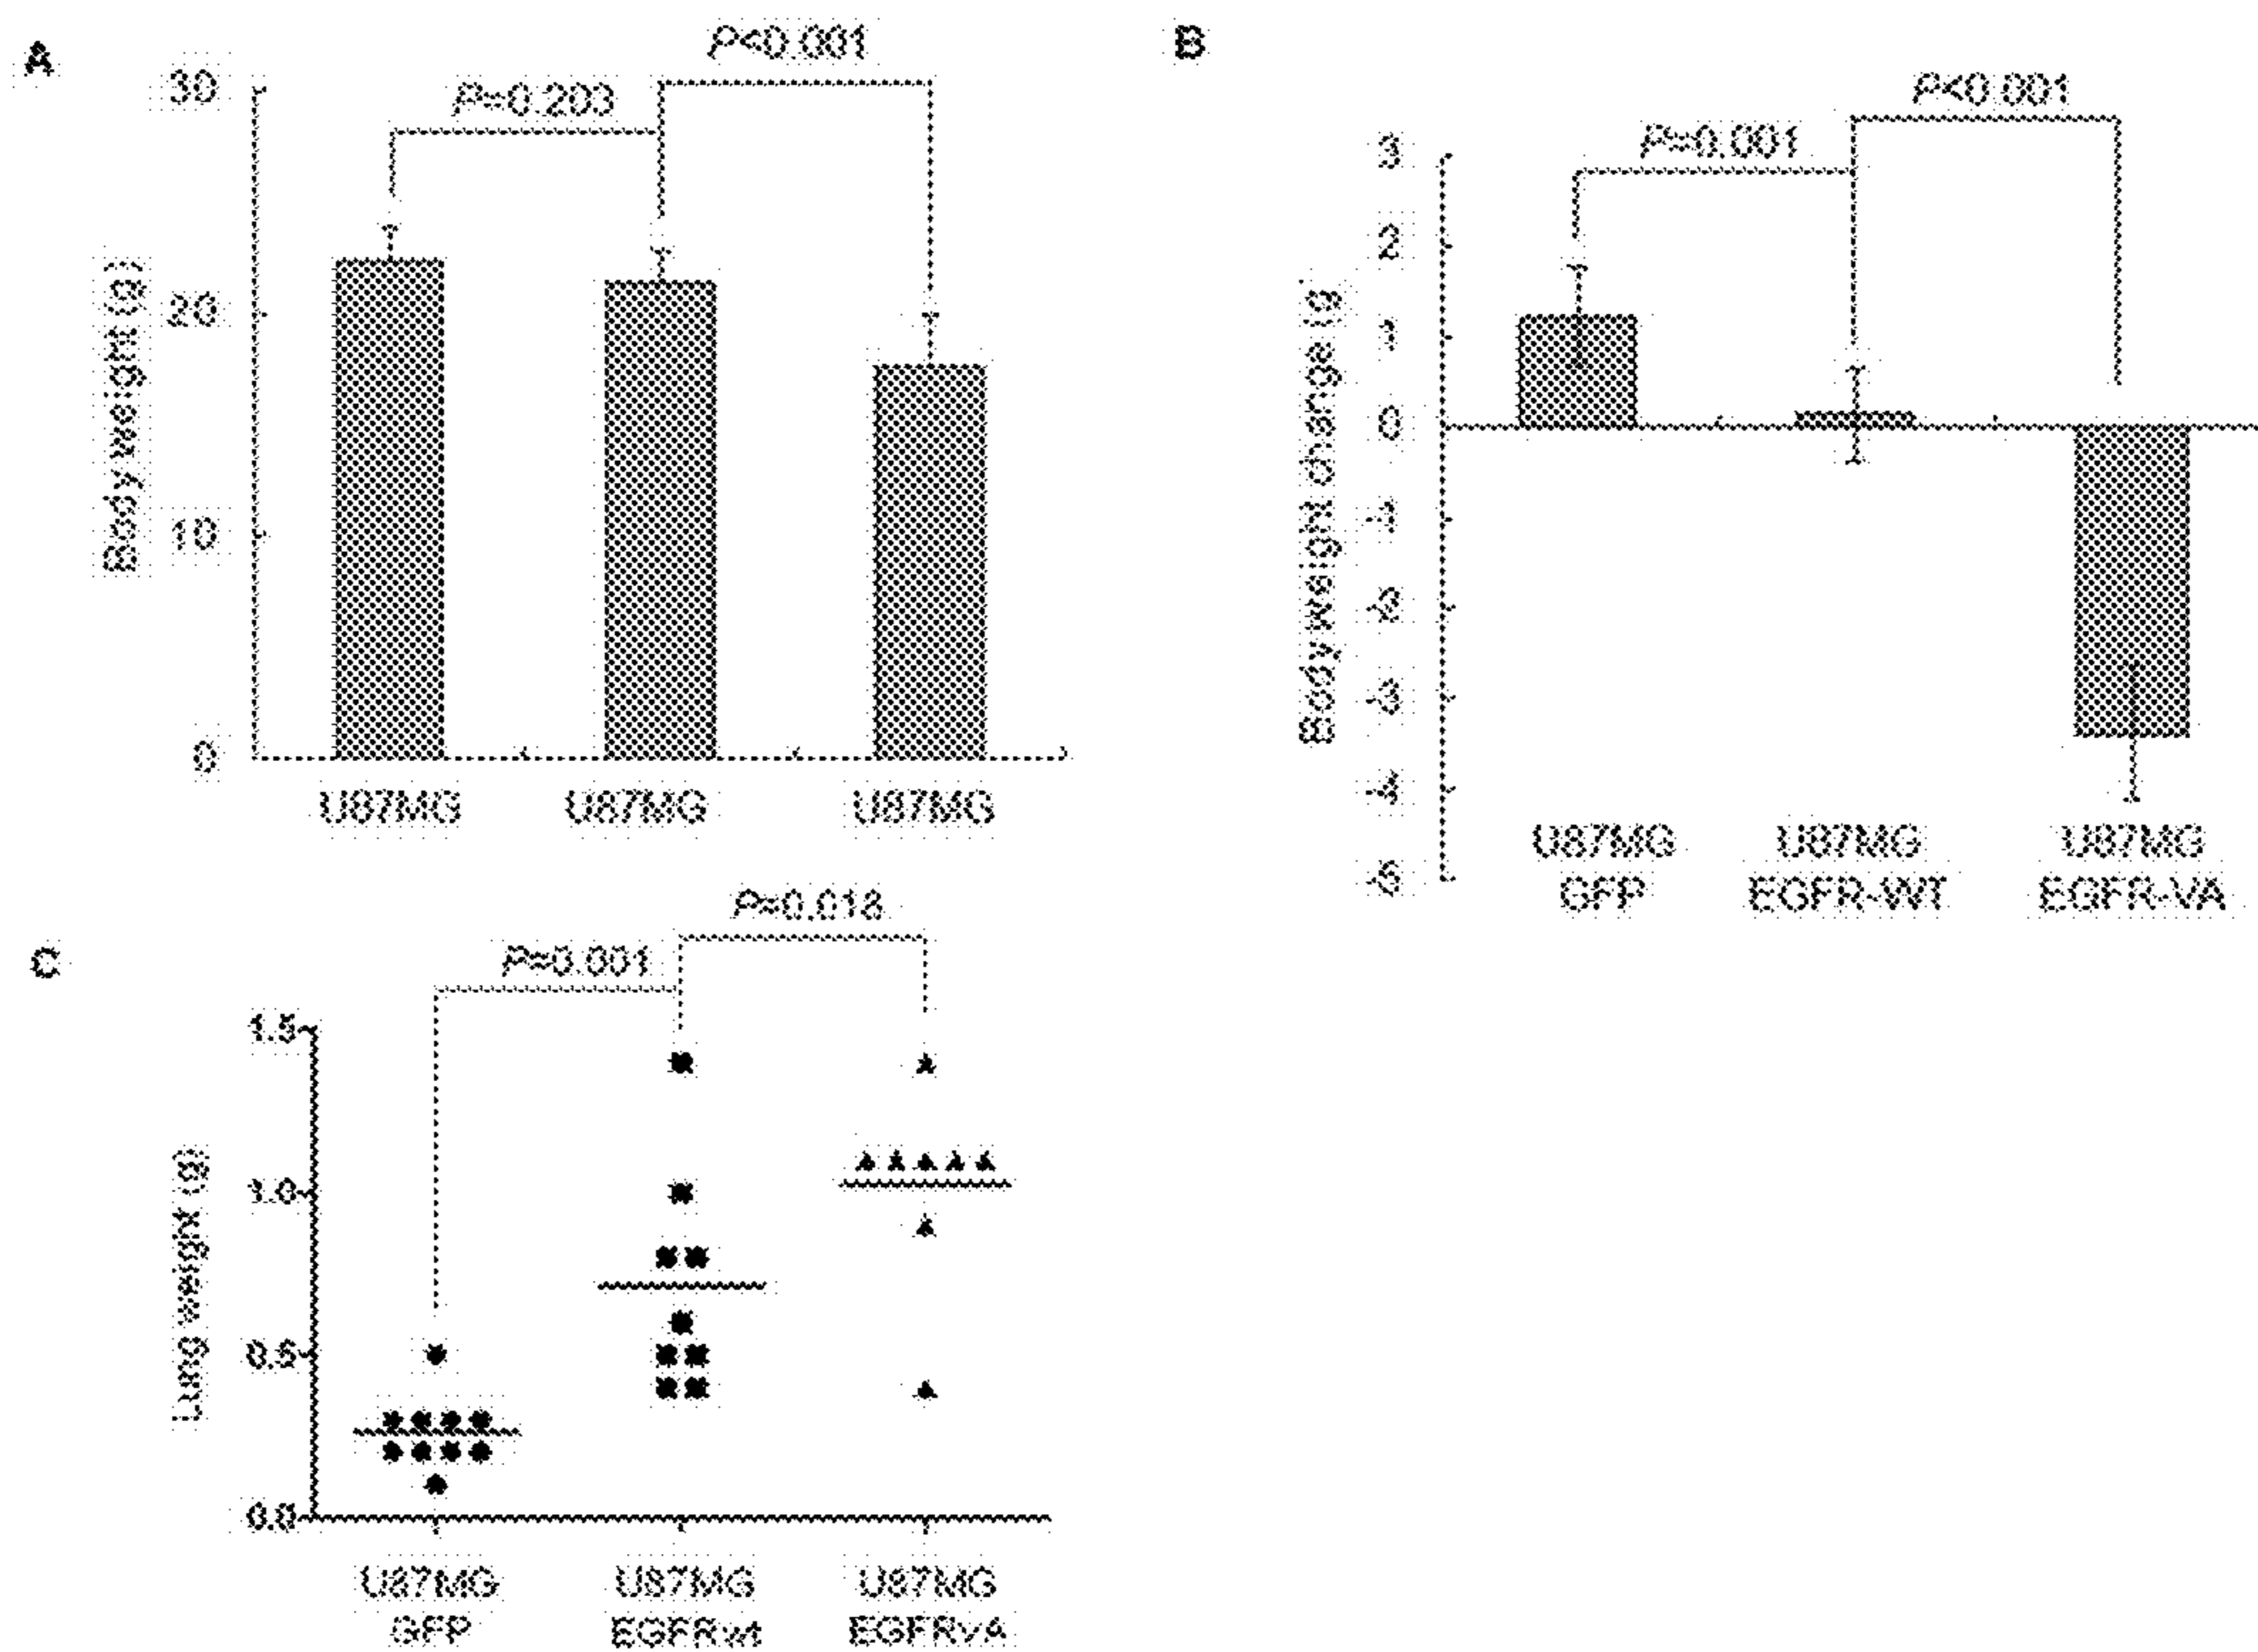 A
P<0.001
P=0.203
30
20
10
0
Body weight (g)
U87MG
U87MG
U87MG
B
P<0.001
P=0.001
3
2
1
0
-1
-2
-3
-4
-5
Body weight change (g)
U87MG
GFP
U87MG
EGFR-WT
U87MG
EGFR-VA
C
P=0.018
P=0.001
1.5
1.0
0.5
0.0
Lung weight (g)
U87MG
GFP
U87MG
EGFRwt
U87MG
EGFRvA